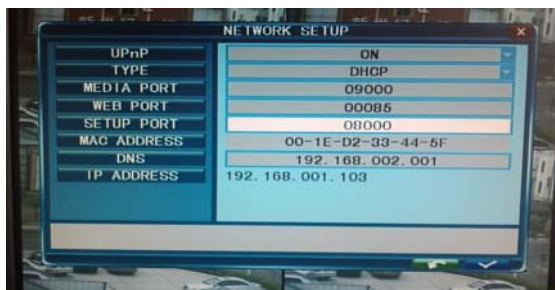 NETWORK SETUP
UPnP ON
TYPE DHCP
MEDIA PORT 09000
WEB PORT 00085
SETUP PORT 08000
MAC ADDRESS 00-1E-D2-33-44-5F
DNS 192.168.002.001
IP ADDRESS 192.168.001.103